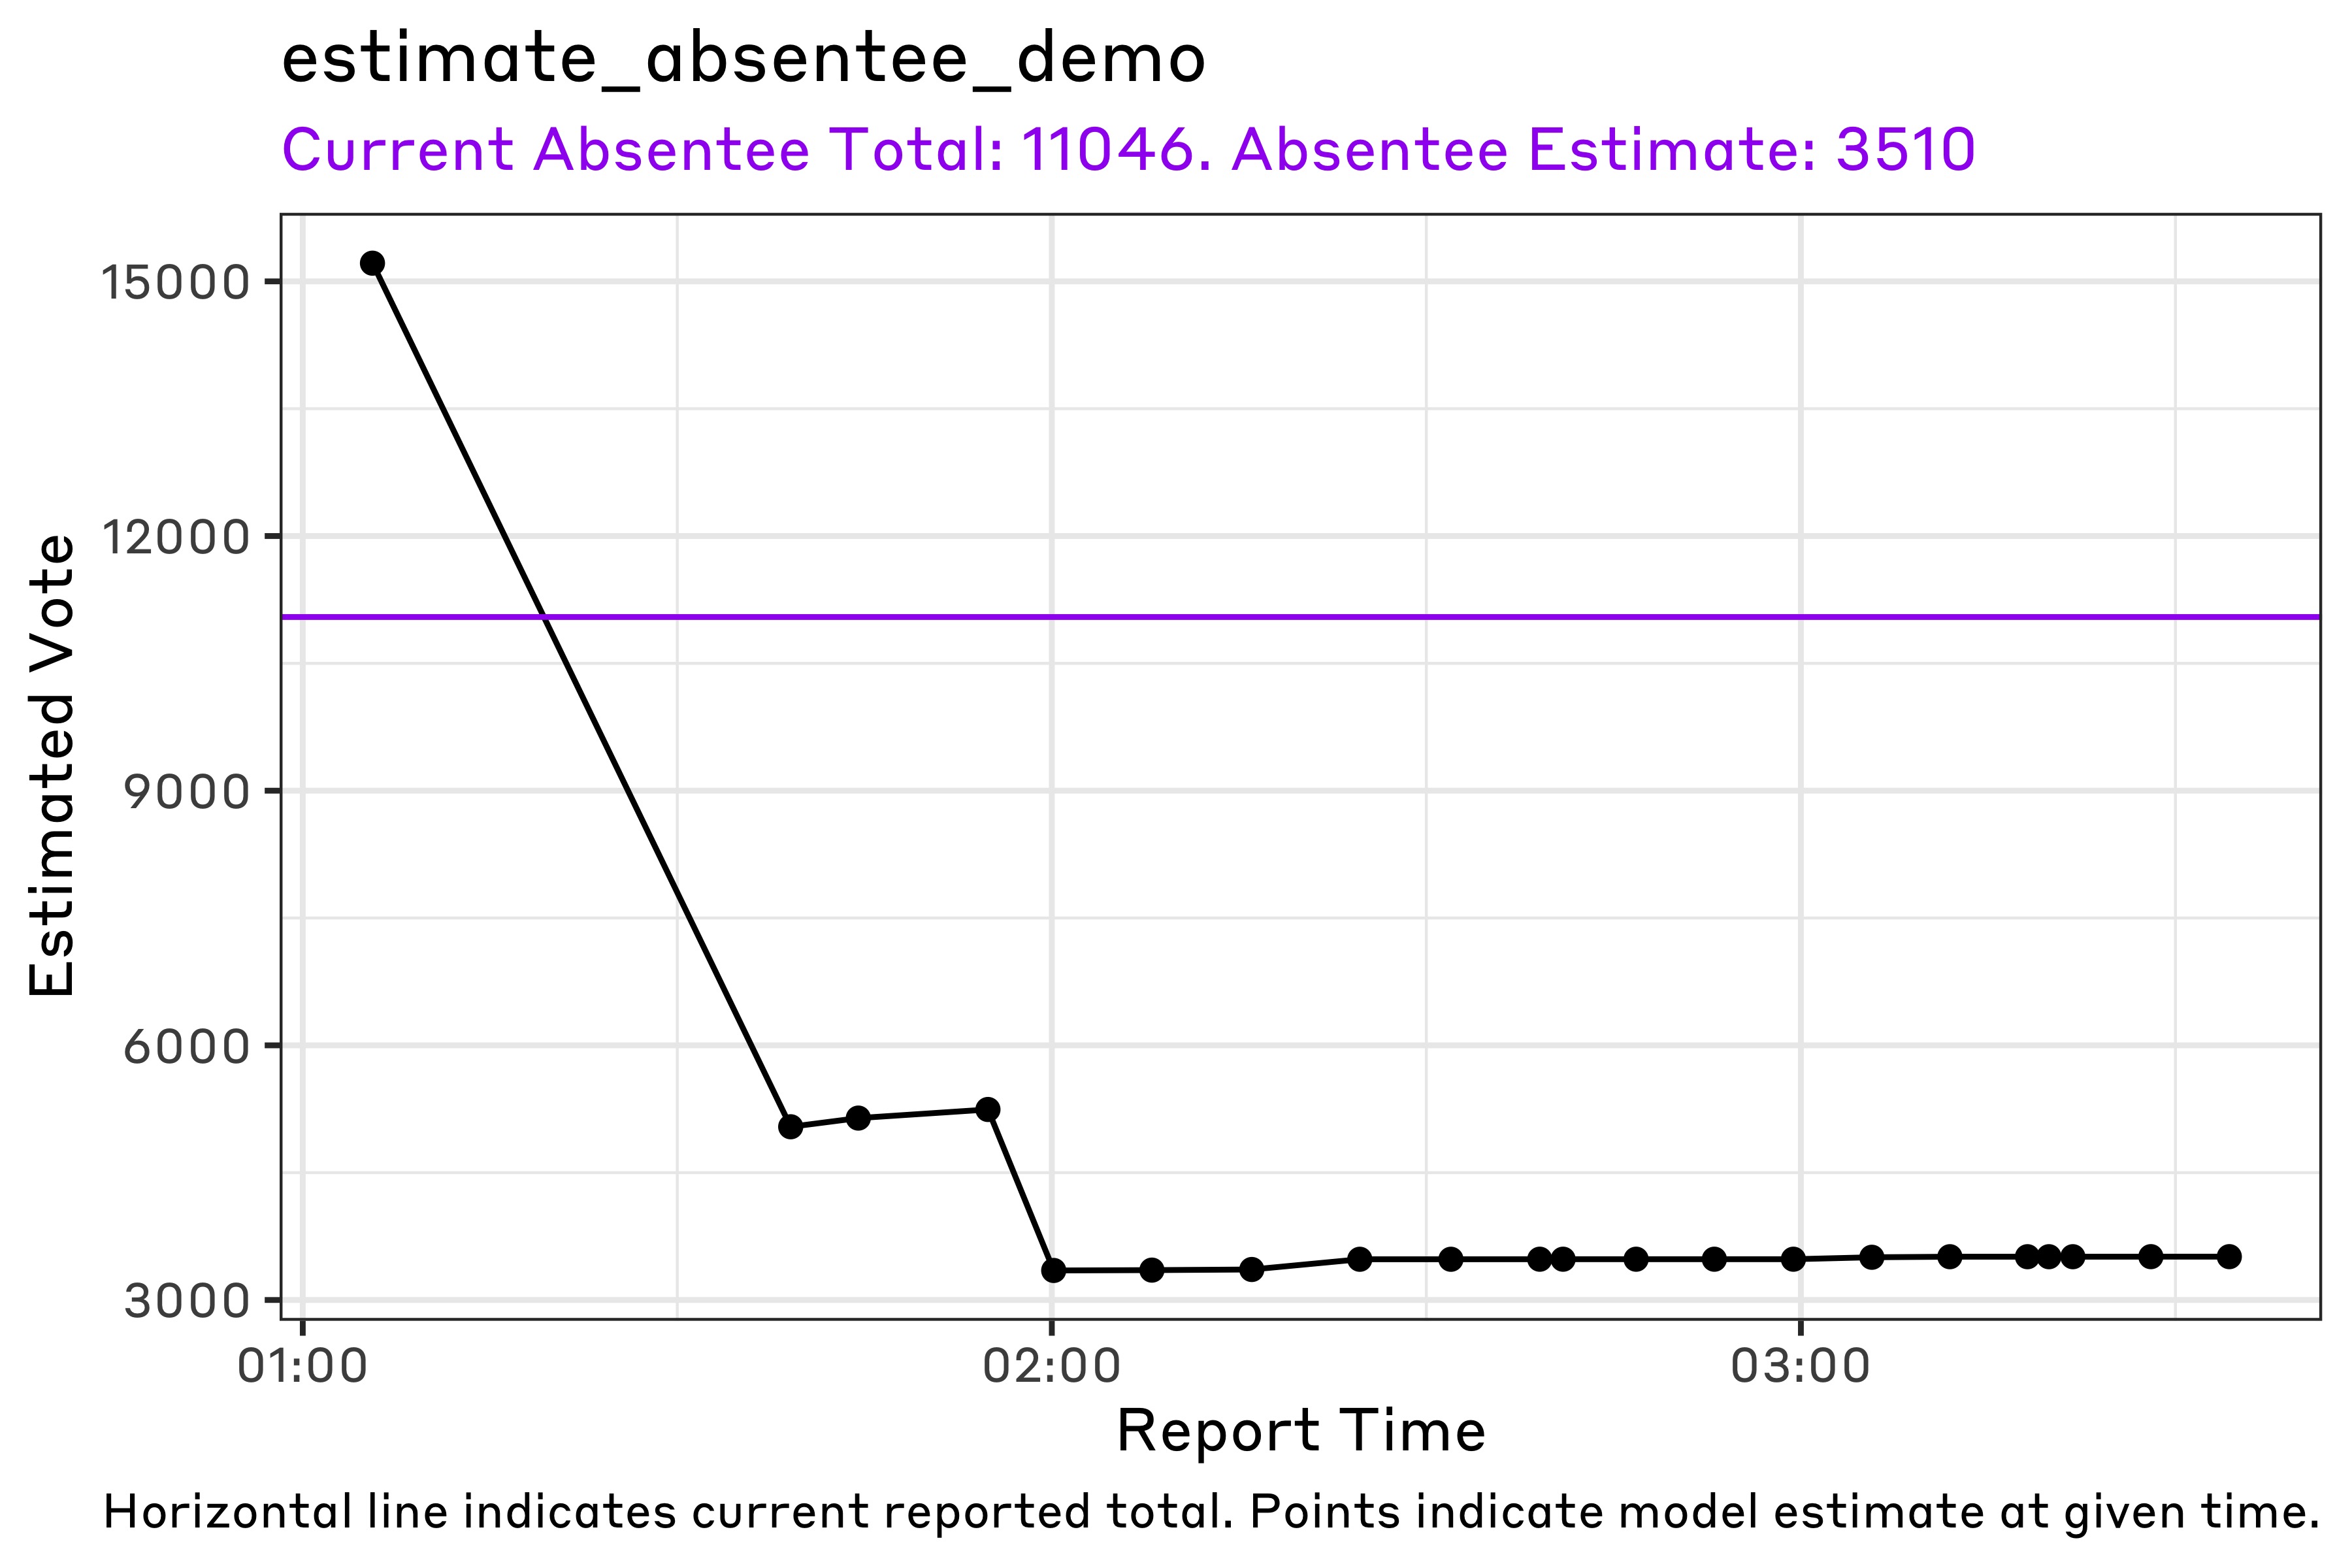 estimate_absentee_demo
Current Absentee Total: 11046. Absentee Estimate: 3510
15000
12000
9000
6000
3000
Estimated Vote
01:00 02:00 03:00
Report Time
Horizontal line indicates current reported total. Points indicate model estimate at given time.